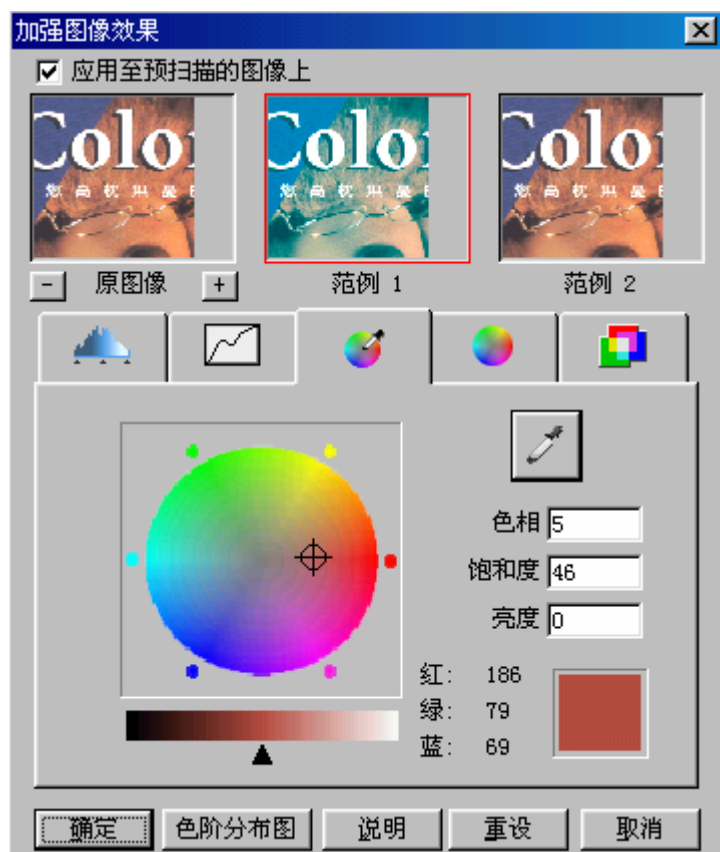 加强图像效果
应用至预扫描的图像上
Color
Color
Color
- 原图像 + 范例 1 范例 2
色相 5
饱和度 46
亮度 0
红: 186
绿: 79
蓝: 69
确定 色阶分布图 说明 重设 取消